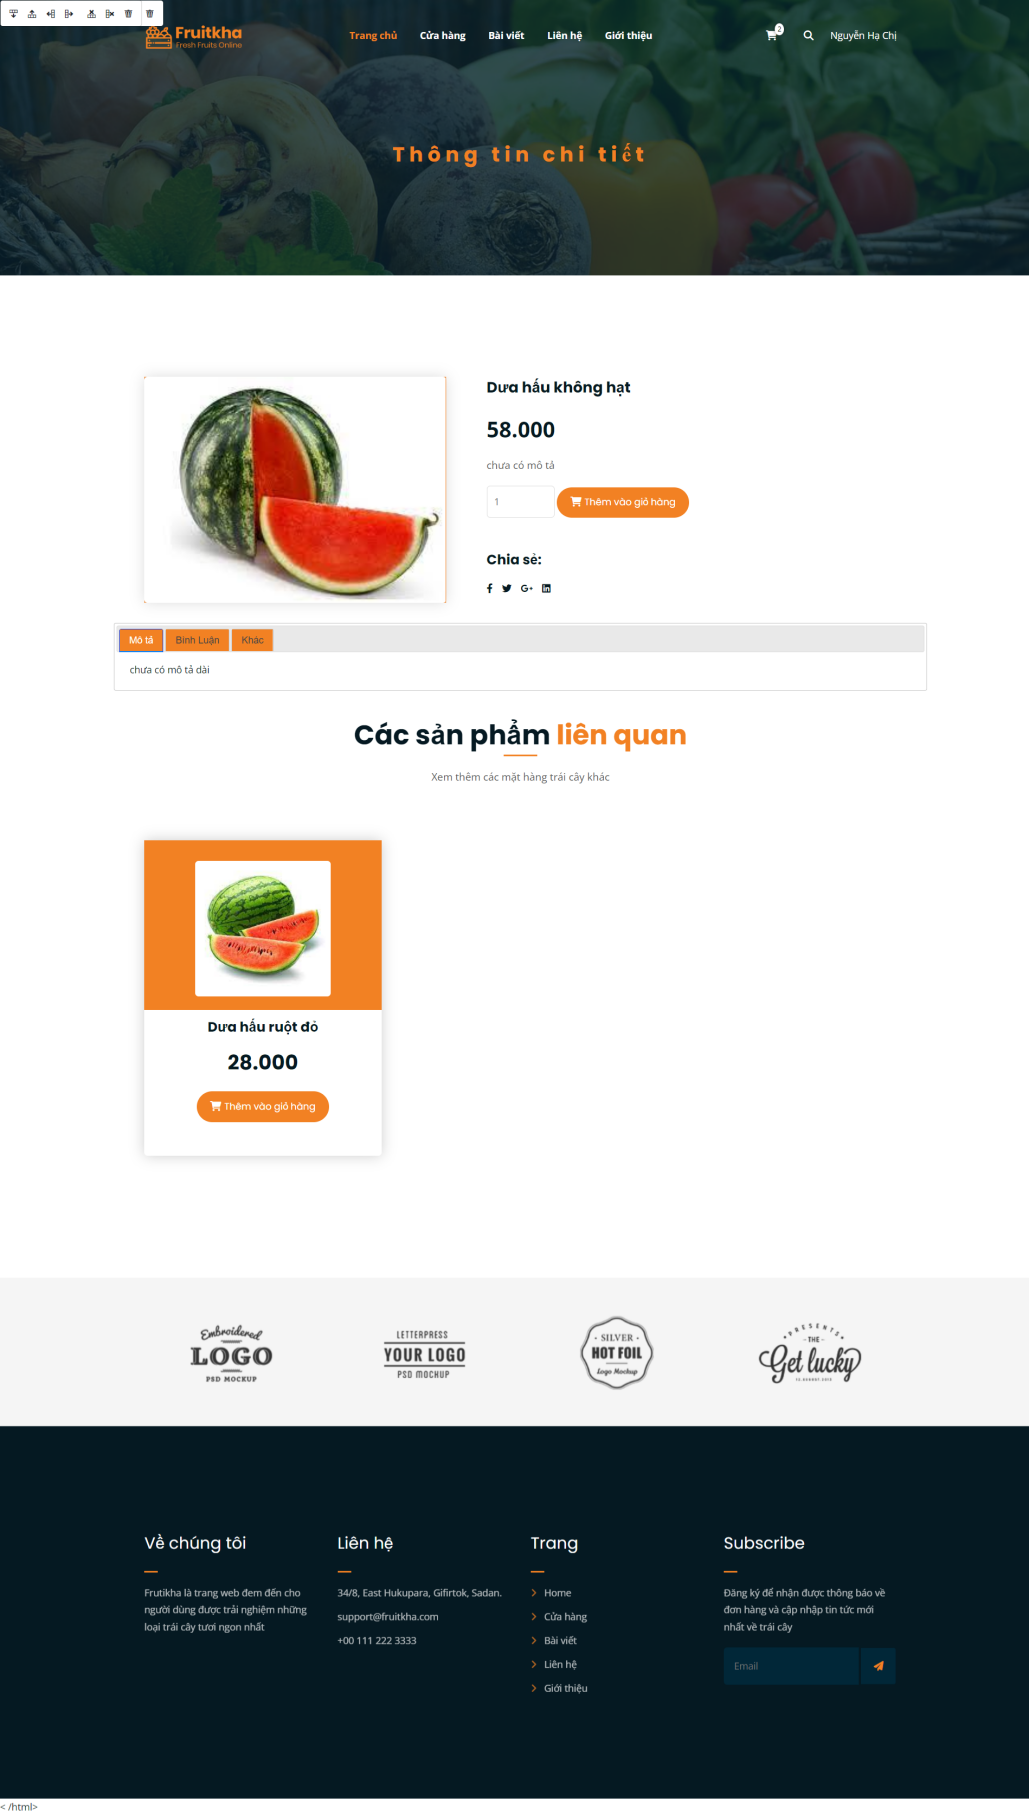 Fruitkha
Fresh Fruits Online
Trang chủ
Cửa hàng
Bài viết
Liên hệ
Giới thiệu
2
Nguyễn Hạ Chị
Thông tin chi tiết
Dưa hấu không hạt
58.000
chưa có mô tả
1
Thêm vào giỏ hàng
Chia sẻ:
Mô tả
Bình Luận
Khác
chưa có mô tả dài
Các sản phẩm liên quan
Xem thêm các mặt hàng trái cây khác
Dưa hấu ruột đỏ
28.000
Thêm vào giỏ hàng
Embroidered
LOGO
PSD MOCKUP
LETTERPRESS
YOUR LOGO
PSD MOCKUP
SILVER
HOT FOIL
Logo Mockup
PRESENTS
THE
Get lucky
Về chúng tôi
Frutikha là trang web đem đến cho
người dùng được trải nghiệm những
loại trái cây tươi ngon nhất
Liên hệ
34/8, East Hukupara, Gifirtok, Sadan.
support@fruitkha.com
+00 111 222 3333
Trang
Home
Cửa hàng
Bài viết
Liên hệ
Giới thiệu
Subscribe
Đăng ký để nhận được thông báo về
đơn hàng và cập nhập tin tức mới
nhất về trái cây
Email
< /html>